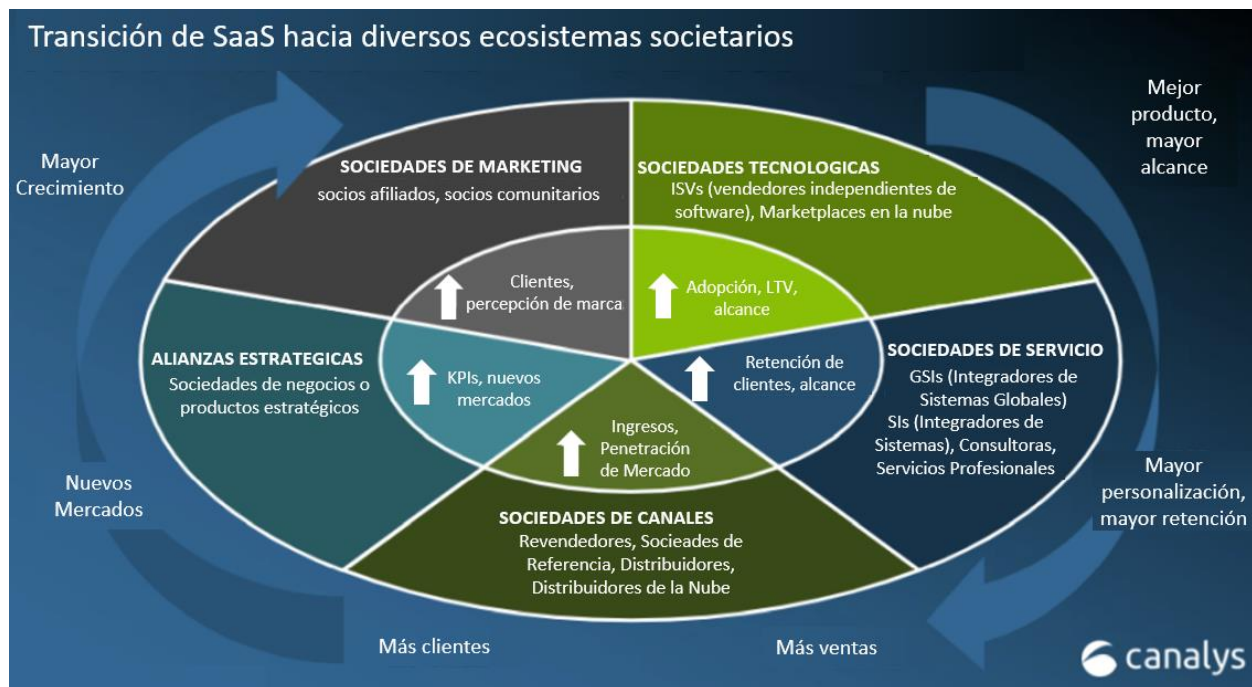 Transición de SaaS hacia diversos ecosistemas societarios
Mayor
Crecimiento
Mejor
producto,
mayor
alcance
SOCIEDADES DE MARKETING
socios afiliados, socios comunitarios
SOCIEDADES TECNOLOGICAS
ISVs (vendedores independientes de
software), Marketplaces en la nube
Clientes,
percepción de marca
Adopción, LTV,
alcance
ALIANZAS ESTRATEGICAS
Sociedades de negocios o
productos estratégicos
KPIs, nuevos
mercados
Retención de
clientes, alcance
SOCIEDADES DE SERVICIO
GSIs (Integradores de
Sistemas Globales)
SIs (Integradores de
Sistemas), Consultoras,
Servicios Profesionales
Ingresos,
Penetración
de Mercado
SOCIEDADES DE CANALES
Revendedores, Socieades de
Referencia, Distribuidores,
Distribuidores de la Nube
Nuevos
Mercados
Mayor
personalización,
mayor retención
Más clientes
Más ventas
canalys